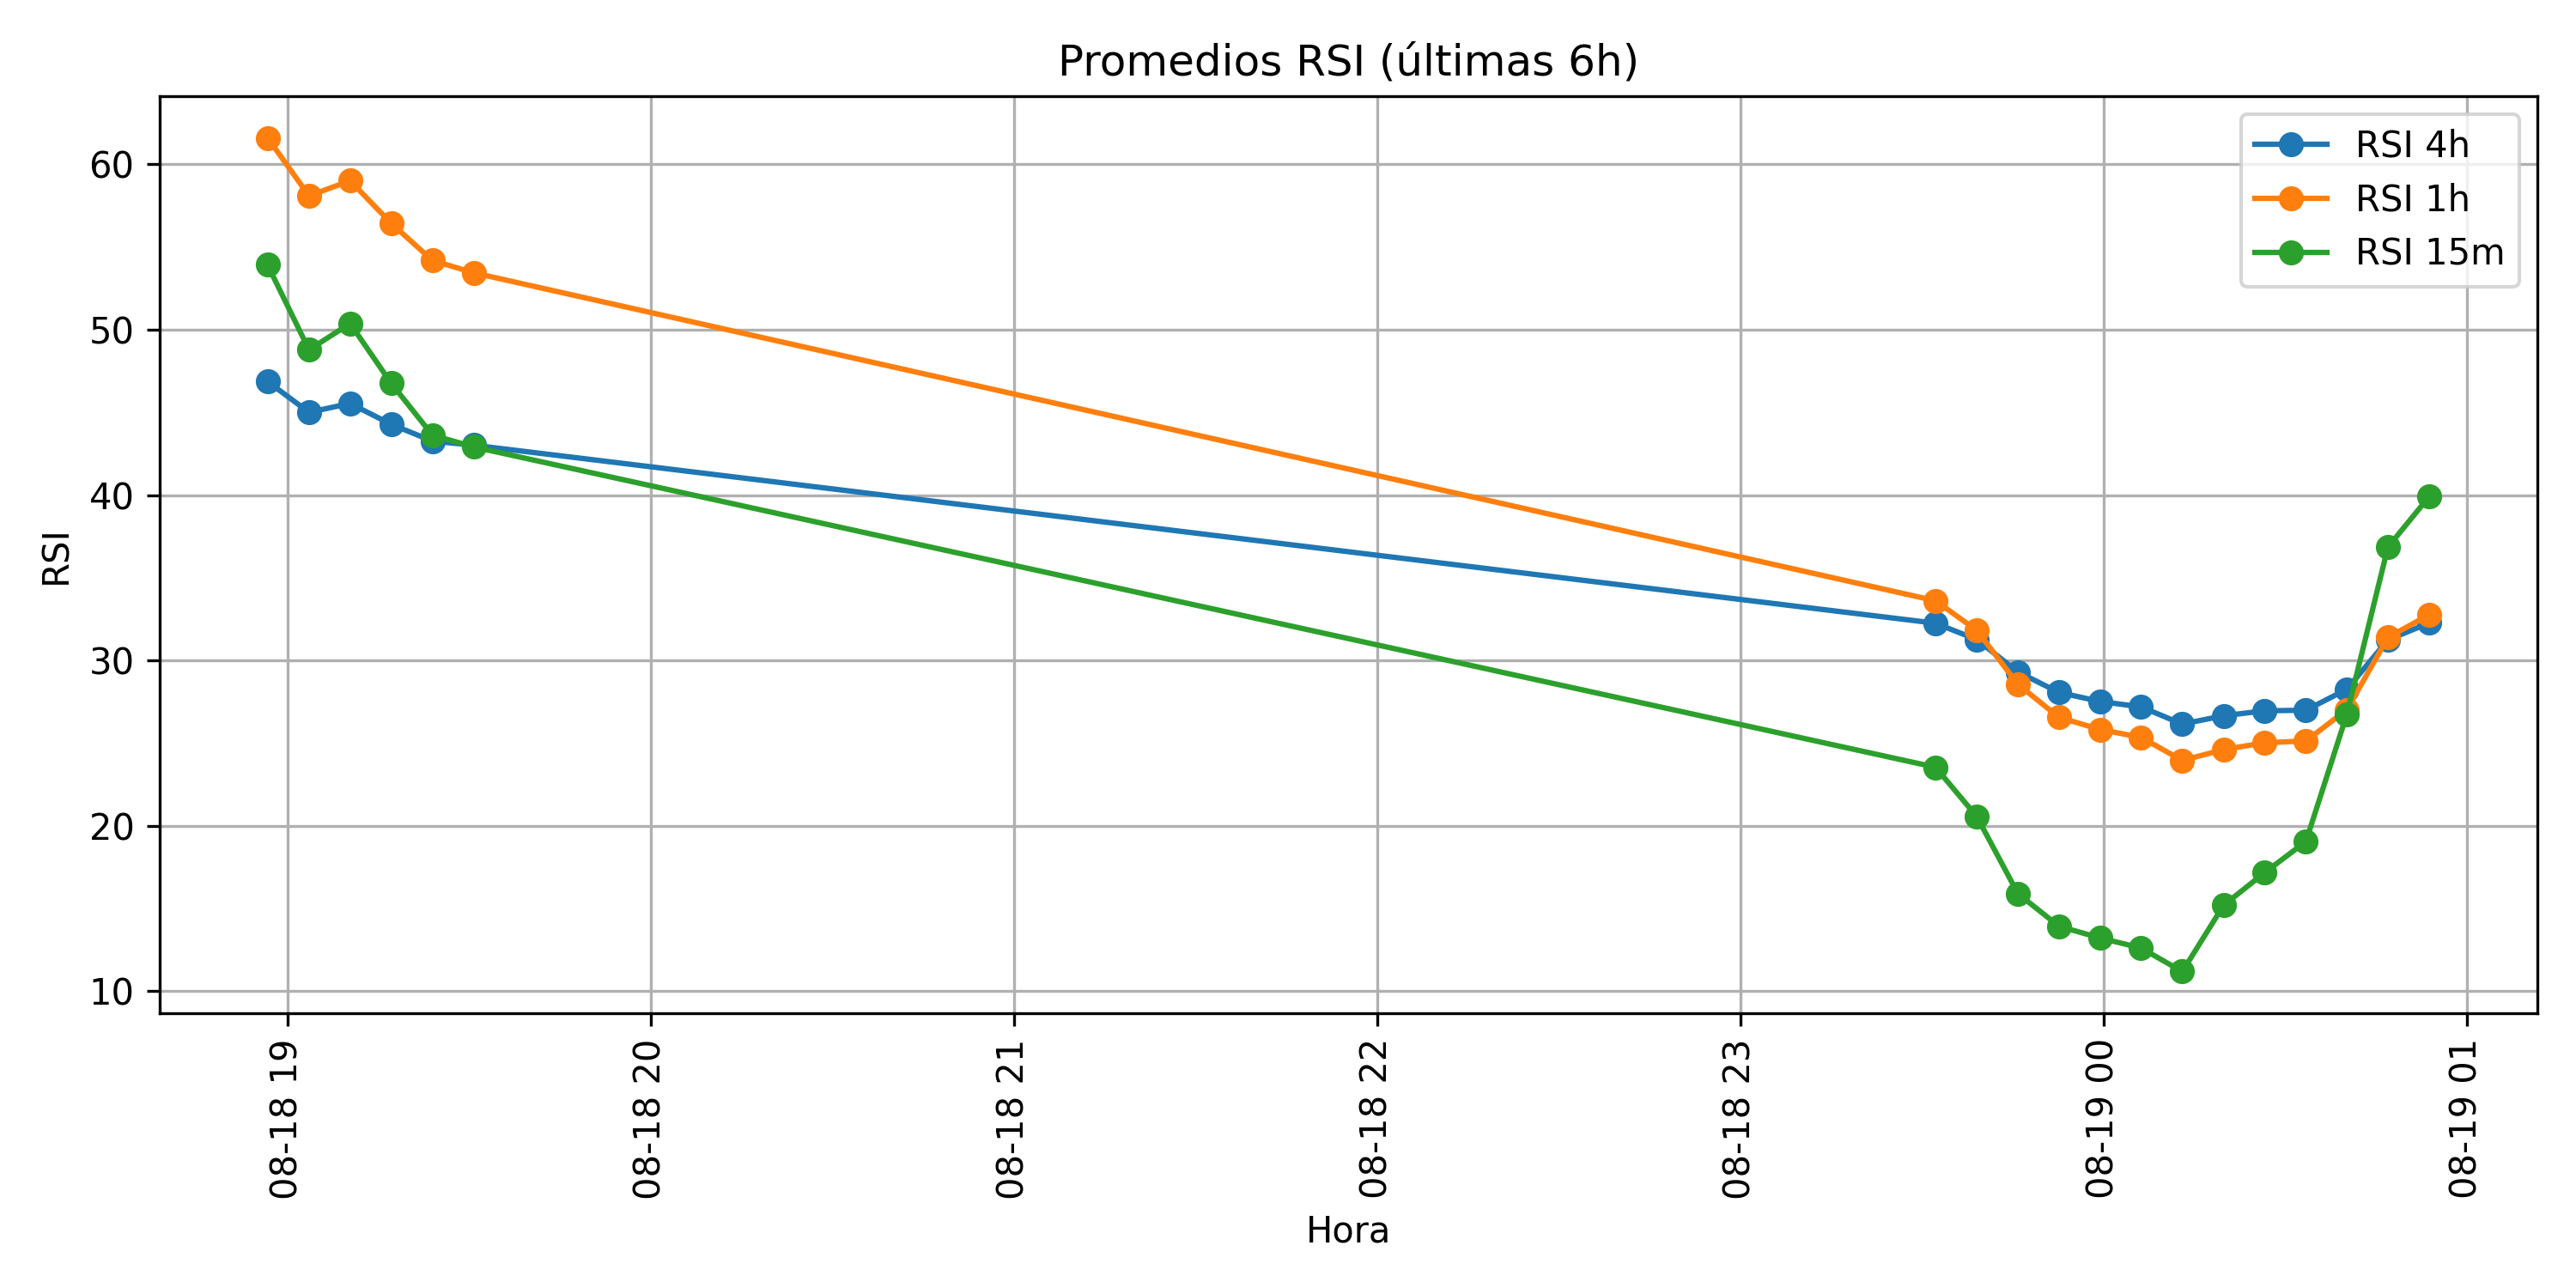 Promedios RSI (últimas 6h)
RSI 4h
RSI 1h
RSI 15m
60
50
40
30
20
10
RSI
08-18 19
08-18 20
08-18 21
08-18 22
08-18 23
08-19 00
08-19 01
Hora